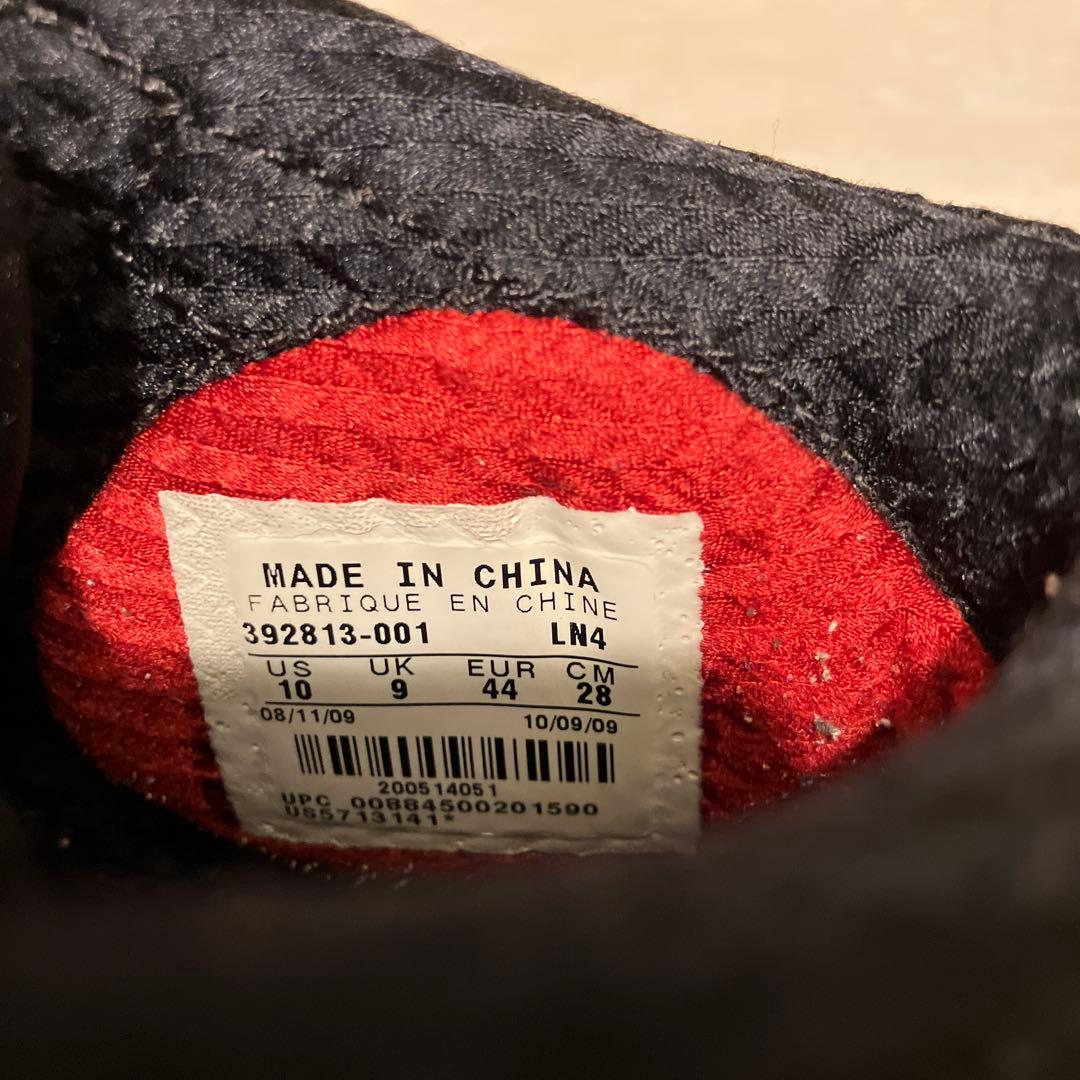 MADE IN CHINA
FABRIQUE EN CHINE
392813-001 LN4
US UK EUR CM
10 9 44 28
08/11/09 10/09/09
200514051
UPC 00884500201590
US5713141*